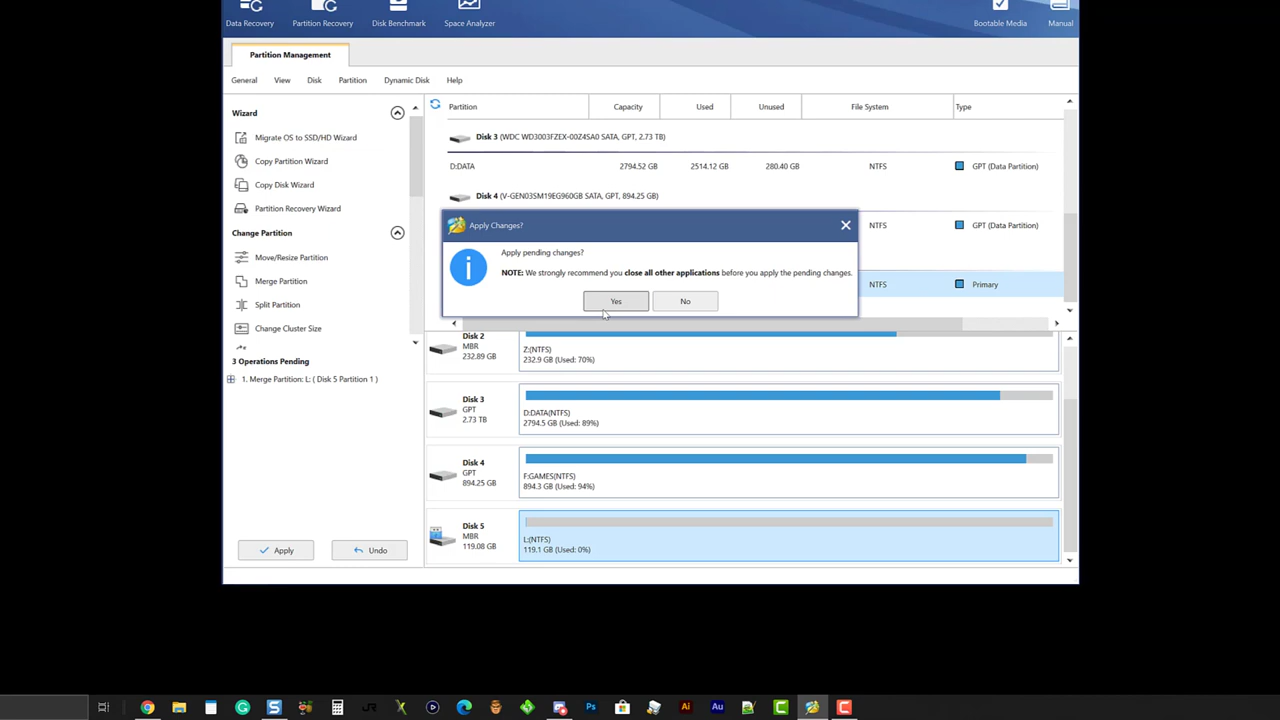 Data Recovery Partition Recovery Disk Benchmark Space Analyzer Bootable Media Manual
Partition Management
General View Disk Partition Dynamic Disk Help
Wizard
Migrate OS to SSD/HD Wizard
Copy Partition Wizard
Copy Disk Wizard
Partition Recovery Wizard
Change Partition
Move/Resize Partition
Merge Partition
Split Partition
Change Cluster Size
3 Operations Pending
1. Merge Partition: L: ( Disk 5 Partition 1 )
Apply Undo
Partition Capacity Used Unused File System Type
Disk 3 (WDC WD3003FZEX-00Z4SA0 SATA, GPT, 2.73 TB)
D:DATA 2794.52 GB 2514.12 GB 280.40 GB NTFS GPT (Data Partition)
Disk 4 (V-GEN03SM19EG960GB SATA, GPT, 894.25 GB)
NTFS GPT (Data Partition)
NTFS Primary
Apply Changes?
Apply pending changes?
NOTE: We strongly recommend you close all other applications before you apply the pending changes.
Yes No
Disk 2
MBR
232.89 GB
Z:(NTFS)
232.9 GB (Used: 70%)
Disk 3
GPT
2.73 TB
D:DATA(NTFS)
2794.5 GB (Used: 89%)
Disk 4
GPT
894.25 GB
F:GAMES(NTFS)
894.3 GB (Used: 94%)
Disk 5
MBR
119.08 GB
L:(NTFS)
119.1 GB (Used: 0%)
JR Ps Ai Au